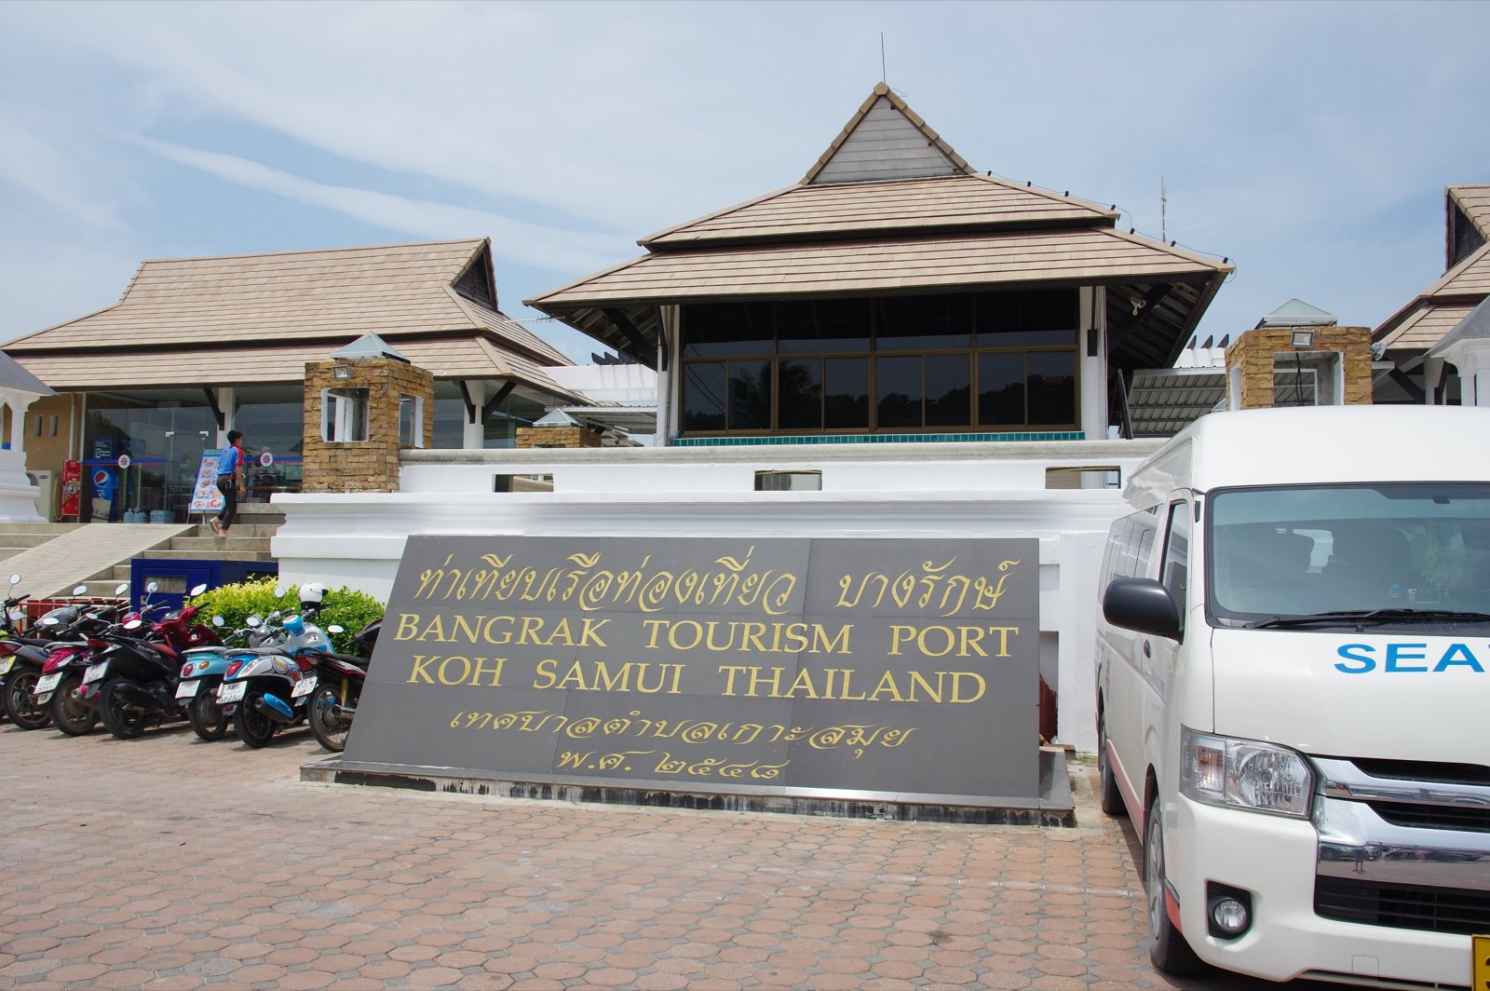 ท่าเทียบเรือท่องเที่ยว บางรักษ์
BANGRAK TOURISM PORT
KOH SAMUI THAILAND
เทศบาลตำบลเกาะสมุย
พ.ศ. ๒๕๔๘
pepsi